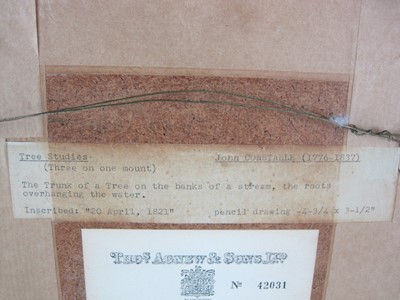 Tree Studies John CONSTABLE (1776-1837)
(Three on one mount)
The Trunk of a Tree on the banks of a stream, the roots
overhanging the water.
Inscribed: "20 April, 1821" pencil drawing -4-3/4 x 3-1/2"
THOS. AGNEW & SONS. LTD.
No 42031